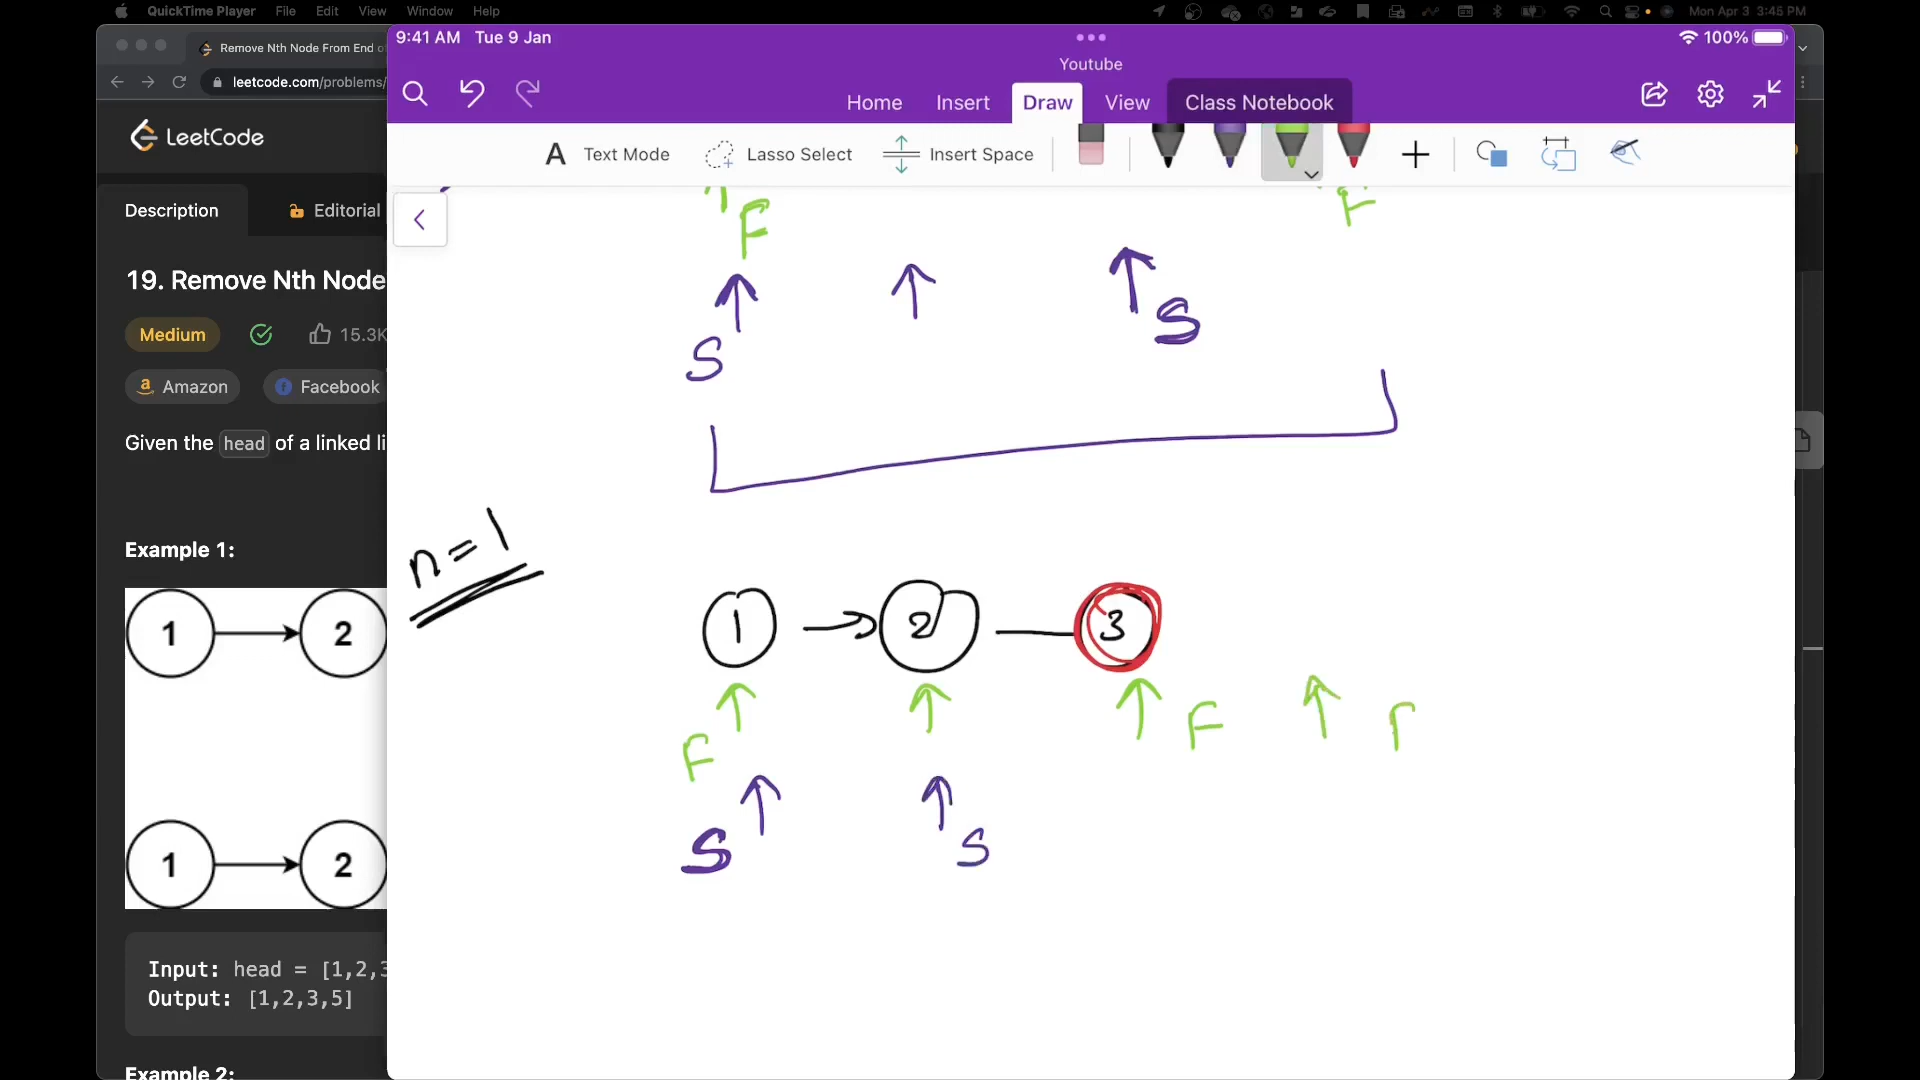 QuickTime Player File Edit View Window Help Mon Apr 3 3:45 PM
Remove Nth Node From End o
leetcode.com/problems/
LeetCode
Description Editorial
19. Remove Nth Node
Medium 15.3K
Amazon Facebook
Given the head of a linked li
Example 1:
1 2
1 2
Input: head = [1,2,3
Output: [1,2,3,5]
Example 2:
9:41 AM Tue 9 Jan 100%
Youtube
Home Insert Draw View Class Notebook
A Text Mode Lasso Select Insert Space
F F
S S
n=1
1 2 3
F F
S S